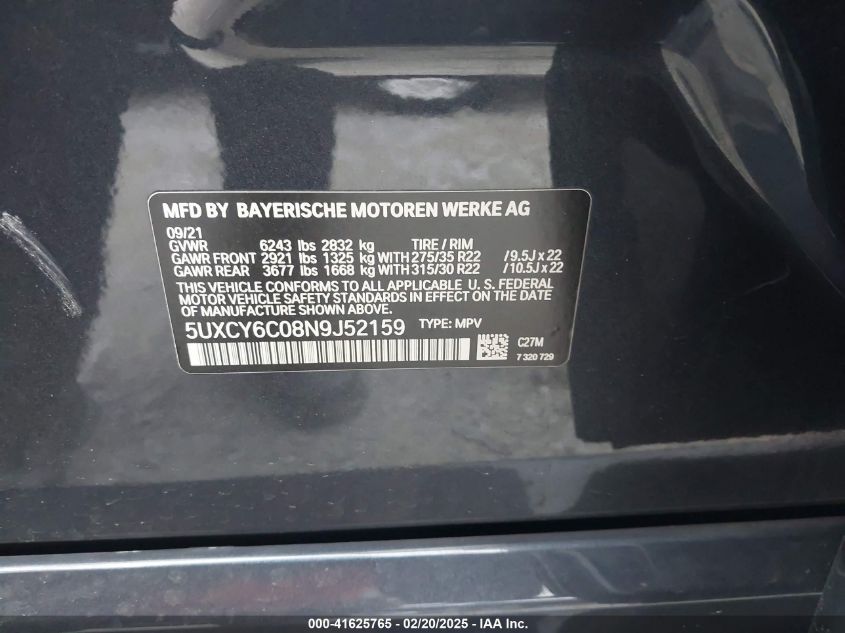 MFD BY BAYERISCHE MOTOREN WERKE AG
09/21
GVWR 6243 lbs 2832 kg TIRE / RIM
GAWR FRONT 2921 lbs 1325 kg WITH 275/35 R22 / 9.5J x 22
GAWR REAR 3677 lbs 1668 kg WITH 315/30 R22 / 10.5J x 22
THIS VEHICLE CONFORMS TO ALL APPLICABLE U. S. FEDERAL
MOTOR VEHICLE SAFETY STANDARDS IN EFFECT ON THE DATE
OF MANUFACTURE SHOWN ABOVE.
5UXCY6C08N9J52159 TYPE: MPV
C27M
7 320 729
000-41625765 - 02/20/2025 - IAA Inc.